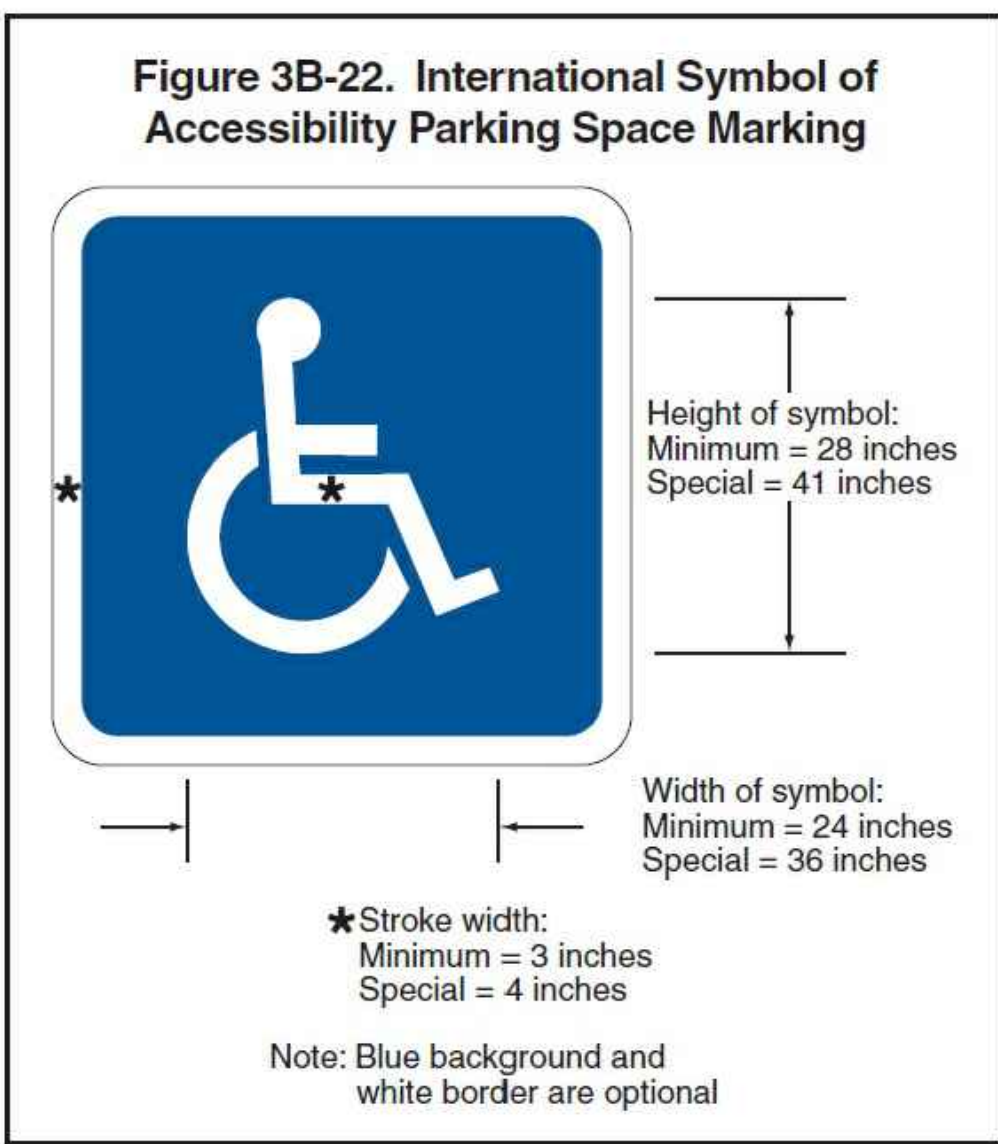 Figure 3B-22. International Symbol of
Accessibility Parking Space Marking
Height of symbol:
Minimum = 28 inches
Special = 41 inches
Width of symbol:
Minimum = 24 inches
Special = 36 inches
*Stroke width:
Minimum = 3 inches
Special = 4 inches
Note: Blue background and
white border are optional